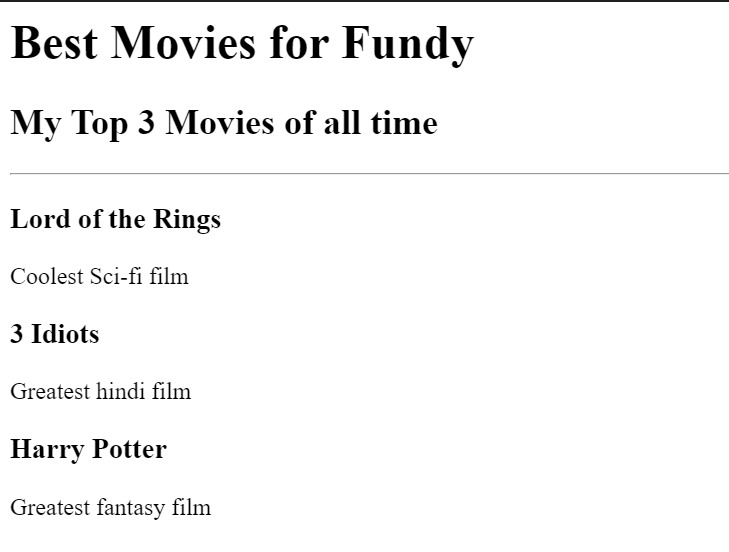 Best Movies for Fundy
My Top 3 Movies of all time
Lord of the Rings
Coolest Sci-fi film
3 Idiots
Greatest hindi film
Harry Potter
Greatest fantasy film